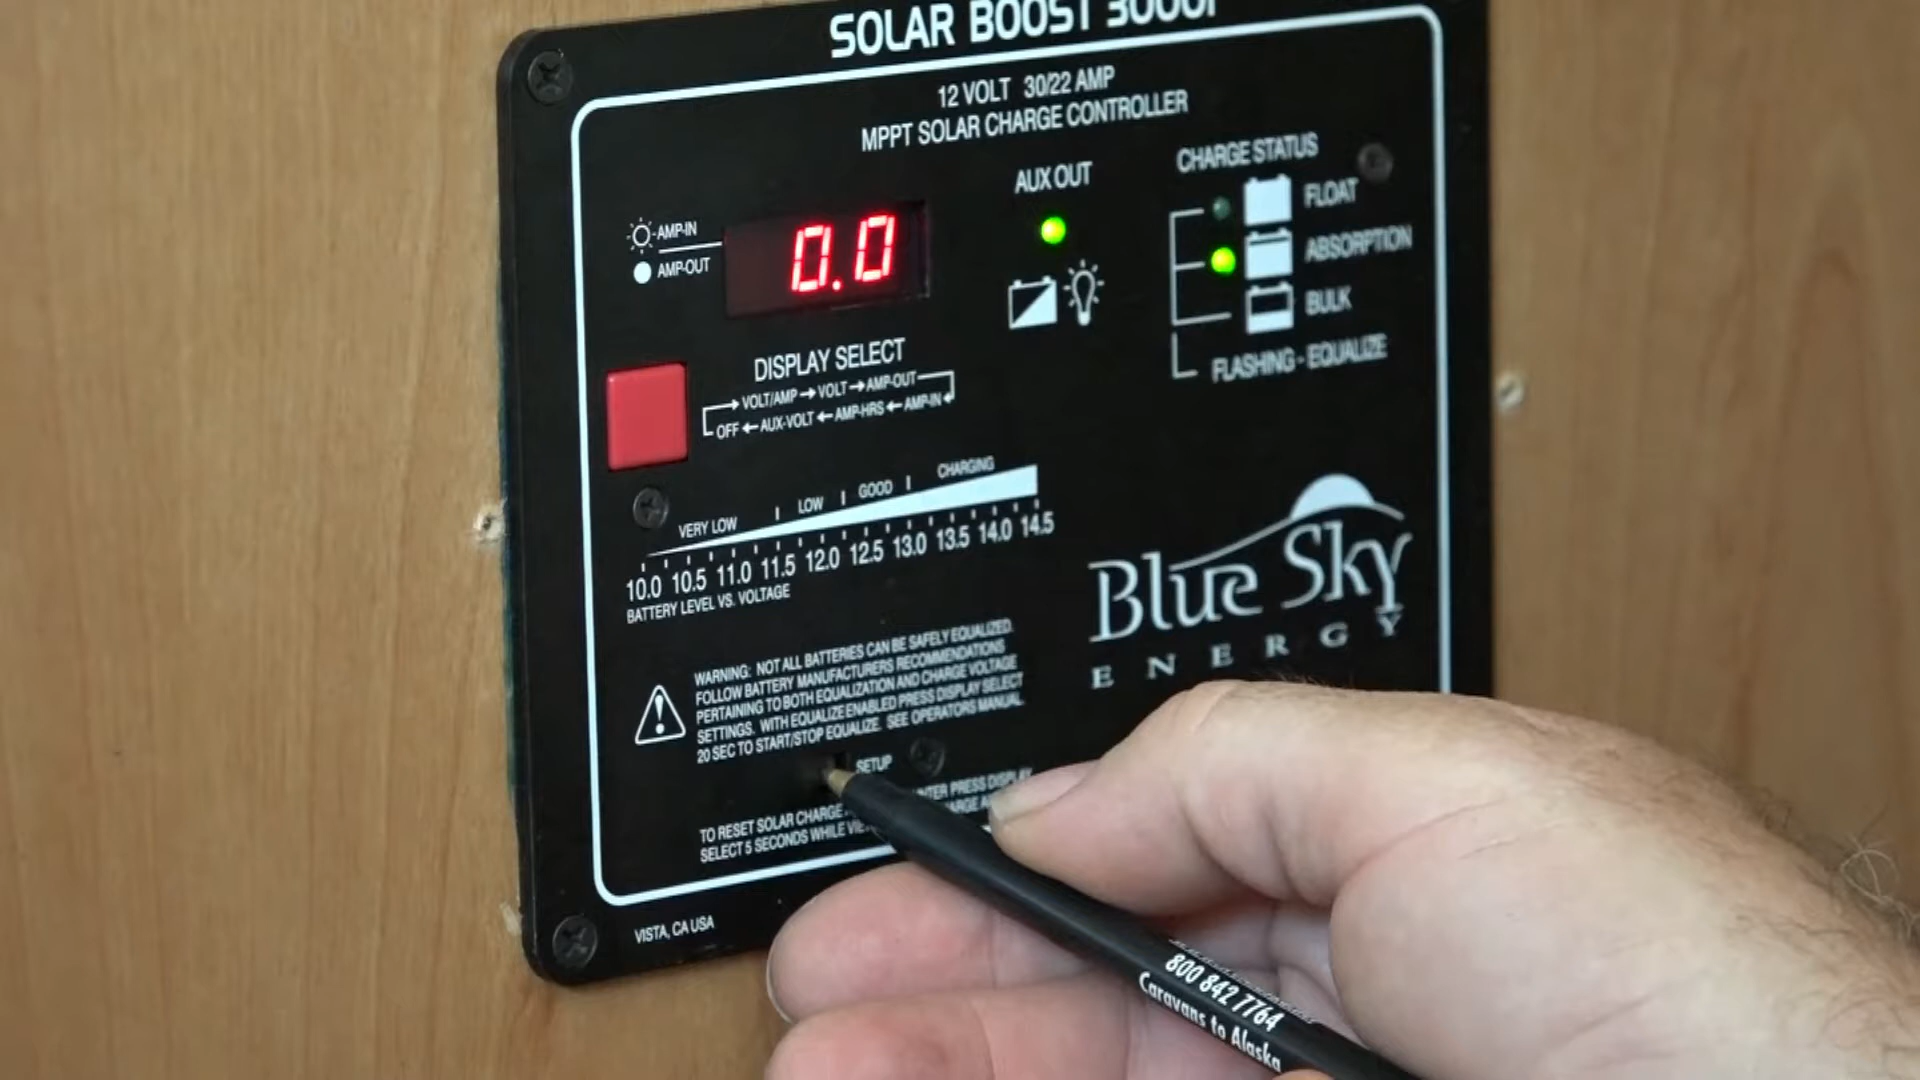 SOLAR BOOST 3000i
12 VOLT 30/22 AMP
MPPT SOLAR CHARGE CONTROLLER
AMP-IN
AMP-OUT
0.0
AUX OUT
CHARGE STATUS
FLOAT
ABSORPTION
BULK
FLASHING - EQUALIZE
DISPLAY SELECT
VOLT/AMP VOLT AMP-OUT
OFF AUX-VOLT AMP-HRS AMP-IN
VERY LOW LOW GOOD CHARGING
10.0 10.5 11.0 11.5 12.0 12.5 13.0 13.5 14.0 14.5
BATTERY LEVEL VS. VOLTAGE
Blue Sky
ENERGY
WARNING: NOT ALL BATTERIES CAN BE SAFELY EQUALIZED.
FOLLOW BATTERY MANUFACTURERS RECOMMENDATIONS
PERTAINING TO BOTH EQUALIZATION AND CHARGE VOLTAGE
SETTINGS. WITH EQUALIZE ENABLED PRESS DISPLAY SELECT
20 SEC TO START/STOP EQUALIZE. SEE OPERATORS MANUAL.
SETUP
TO RESET SOLAR CHARGE PRESS DISPLAY
SELECT 5 SECONDS WHILE
VISTA, CA USA
800 842 7764
Caravans to Alaska